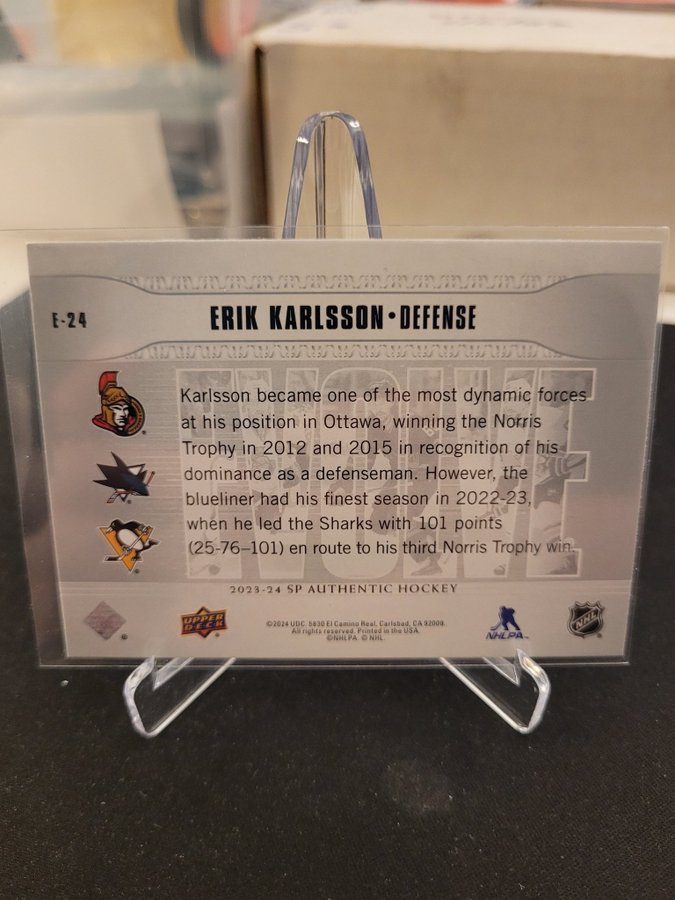 E-24
ERIK KARLSSON • DEFENSE
EVOLVE
Karlsson became one of the most dynamic forces
at his position in Ottawa, winning the Norris
Trophy in 2012 and 2015 in recognition of his
dominance as a defenseman. However, the
blueliner had his finest season in 2022-23,
when he led the Sharks with 101 points
(25-76–101) en route to his third Norris Trophy win.
2023-24 SP AUTHENTIC HOCKEY
UPPER DECK
©2024 UDC. 5830 El Camino Real, Carlsbad, CA 92008.
All rights reserved. Printed in the USA.
©NHLPA © NHL.
NHLPA
NHL